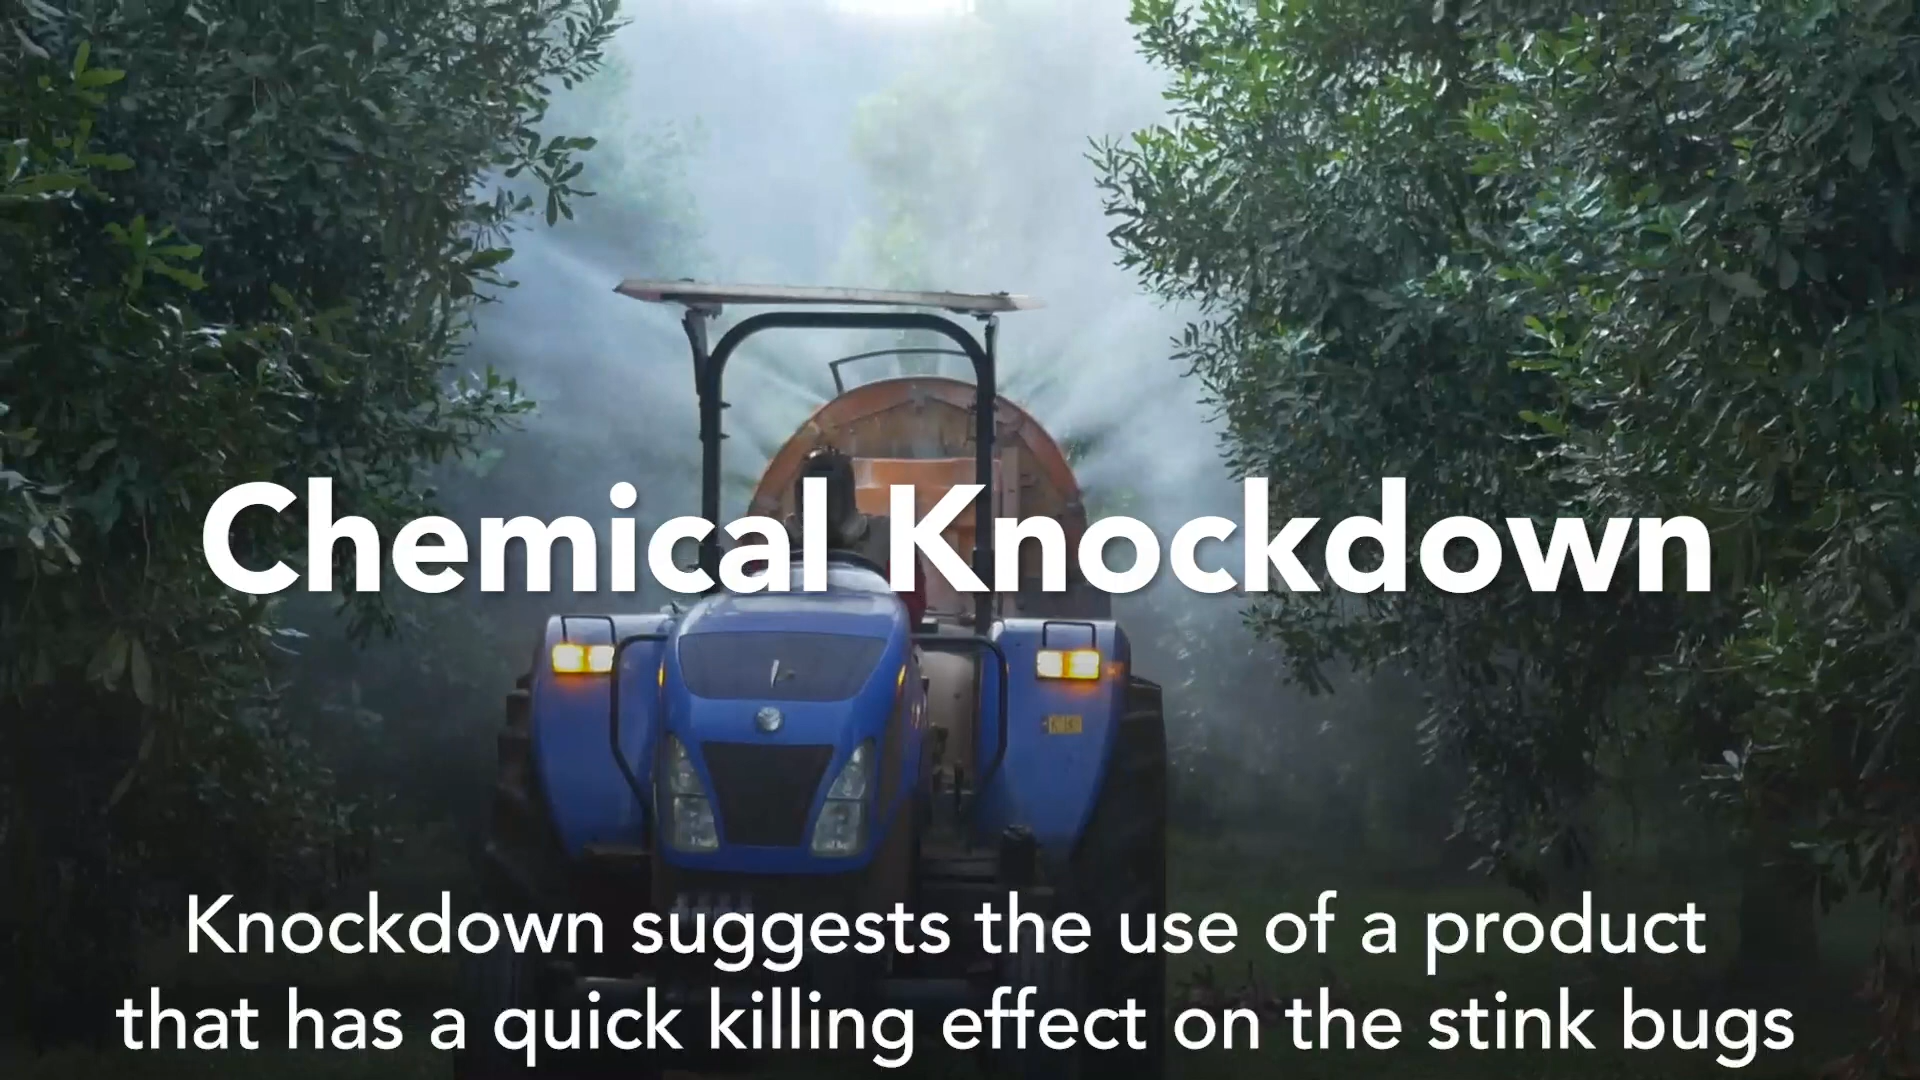 Chemical Knockdown
Knockdown suggests the use of a product
that has a quick killing effect on the stink bugs